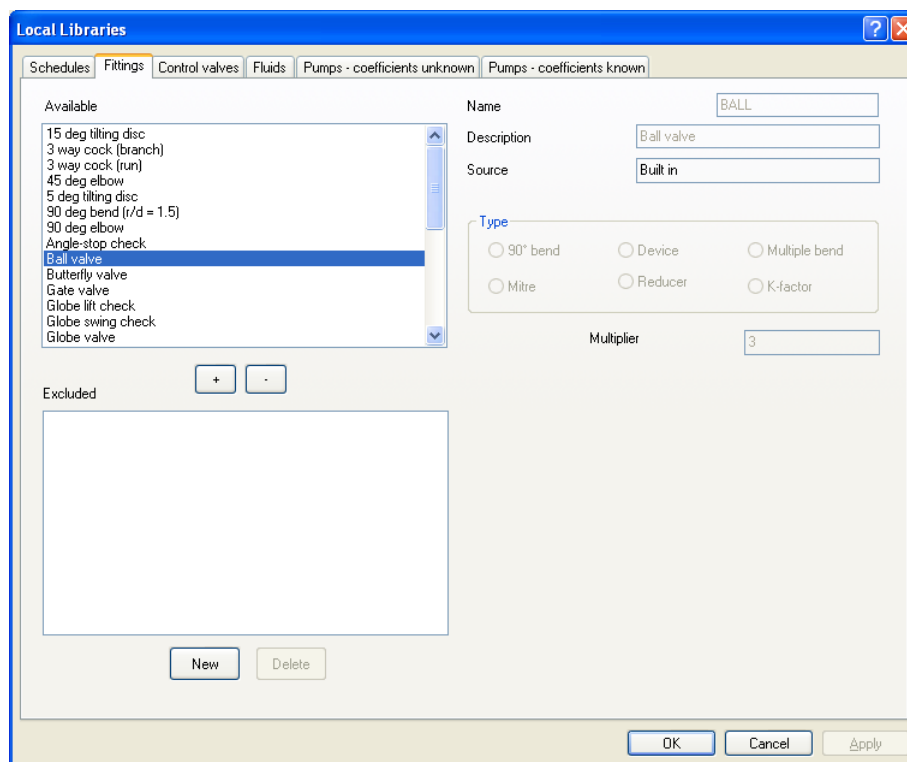 Local Libraries
Schedules Fittings Control valves Fluids Pumps - coefficients unknown Pumps - coefficients known
Available
15 deg tilting disc
3 way cock (branch)
3 way cock (run)
45 deg elbow
5 deg tilting disc
90 deg bend (r/d = 1.5)
90 deg elbow
Angle-stop check
Ball valve
Butterfly valve
Gate valve
Globe lift check
Globe swing check
Globe valve
+ -
Excluded
New Delete
Name BALL
Description Ball valve
Source Built in
Type
90° bend Device Multiple bend
Mitre Reducer K-factor
Multiplier 3
OK Cancel Apply